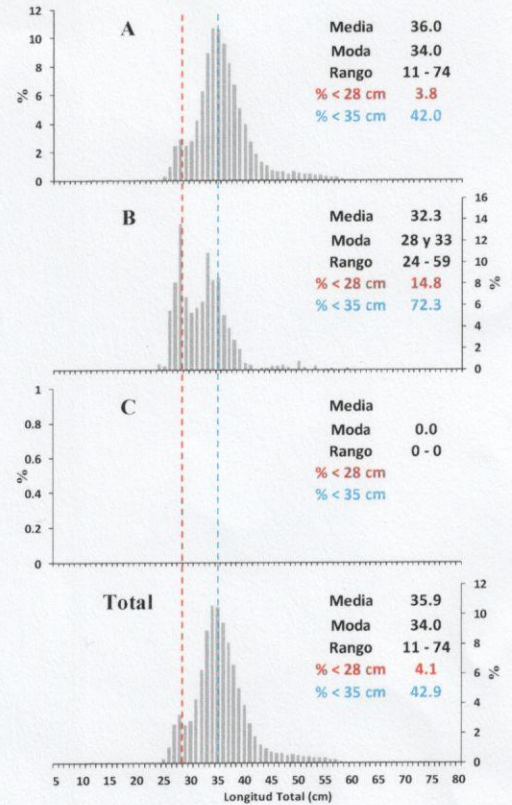 12
10
8
6
4
2
0
%
A
Media 36.0
Moda 34.0
Rango 11 - 74
% < 28 cm 3.8
% < 35 cm 42.0
B
Media 32.3
Moda 28 y 33
Rango 24 - 59
% < 28 cm 14.8
% < 35 cm 72.3
16
14
12
10
8
6
4
2
0
%
1
0.8
0.6
0.4
0.2
0
%
C
Media
Moda 0.0
Rango 0 - 0
% < 28 cm
% < 35 cm
Total
Media 35.9
Moda 34.0
Rango 11 - 74
% < 28 cm 4.1
% < 35 cm 42.9
12
10
8
6
4
2
0
%
5 10 15 20 25 30 35 40 45 50 55 60 65 70 75 80
Longitud Total (cm)